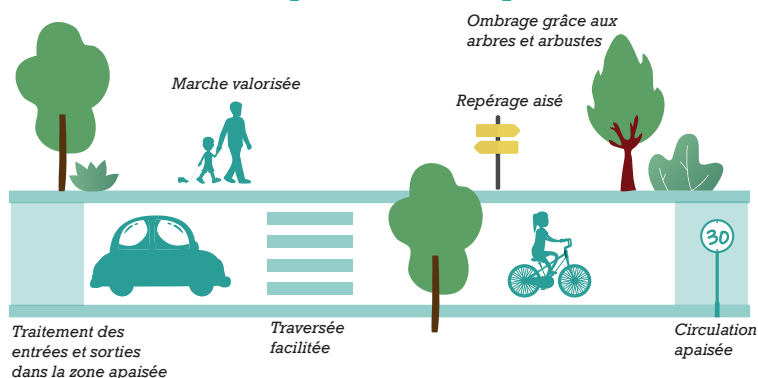 Ombrage grâce aux
arbres et arbustes
Marche valorisée
Repérage aisé
30
Traitement des
entrées et sorties
dans la zone apaisée
Traversée
facilitée
Circulation
apaisée